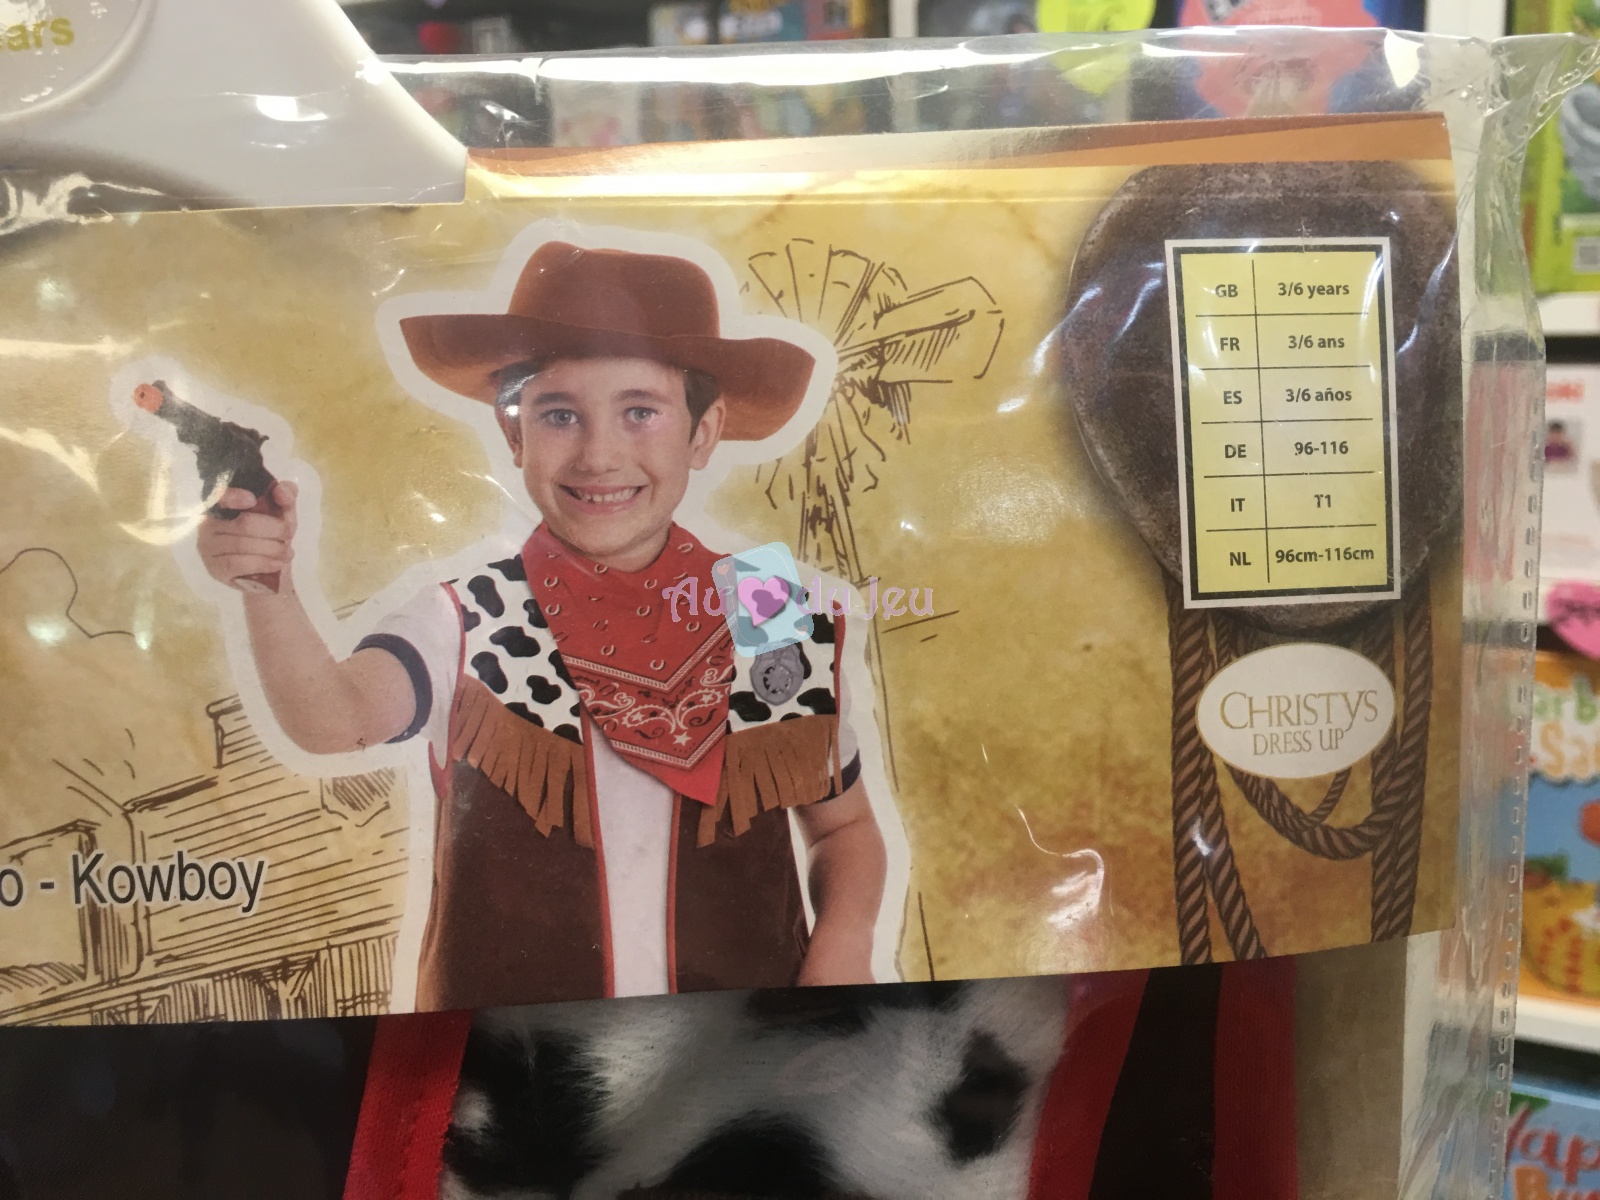 ars
GB 3/6 years
FR 3/6 ans
ES 3/6 años
DE 96-116
IT T1
NL 96cm-116cm
Au du Jeu
CHRISTYS
DRESS UP
o - Kowboy